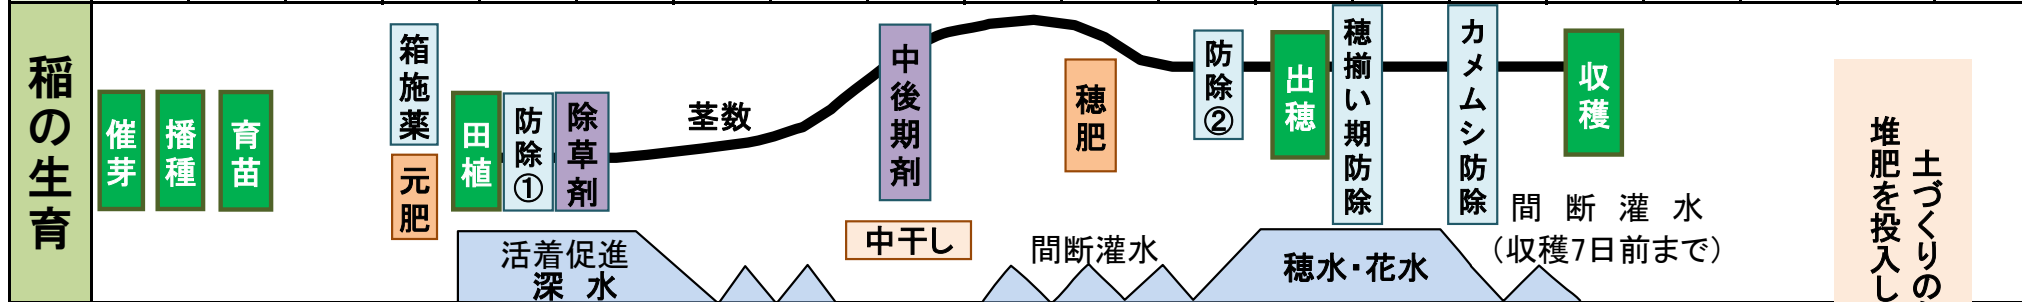 稲の生育
催芽
播種
育苗
箱施薬
元肥
田植
防除①
除草剤
茎数
中後期剤
穂肥
防除②
出穂
穂揃い期防除
カメムシ防除
収穫
活着促進
深 水
中干し
間断灌水
穂水・花水
間 断 灌 水
（収穫7日前まで）
土づくりの
堆肥を投入し